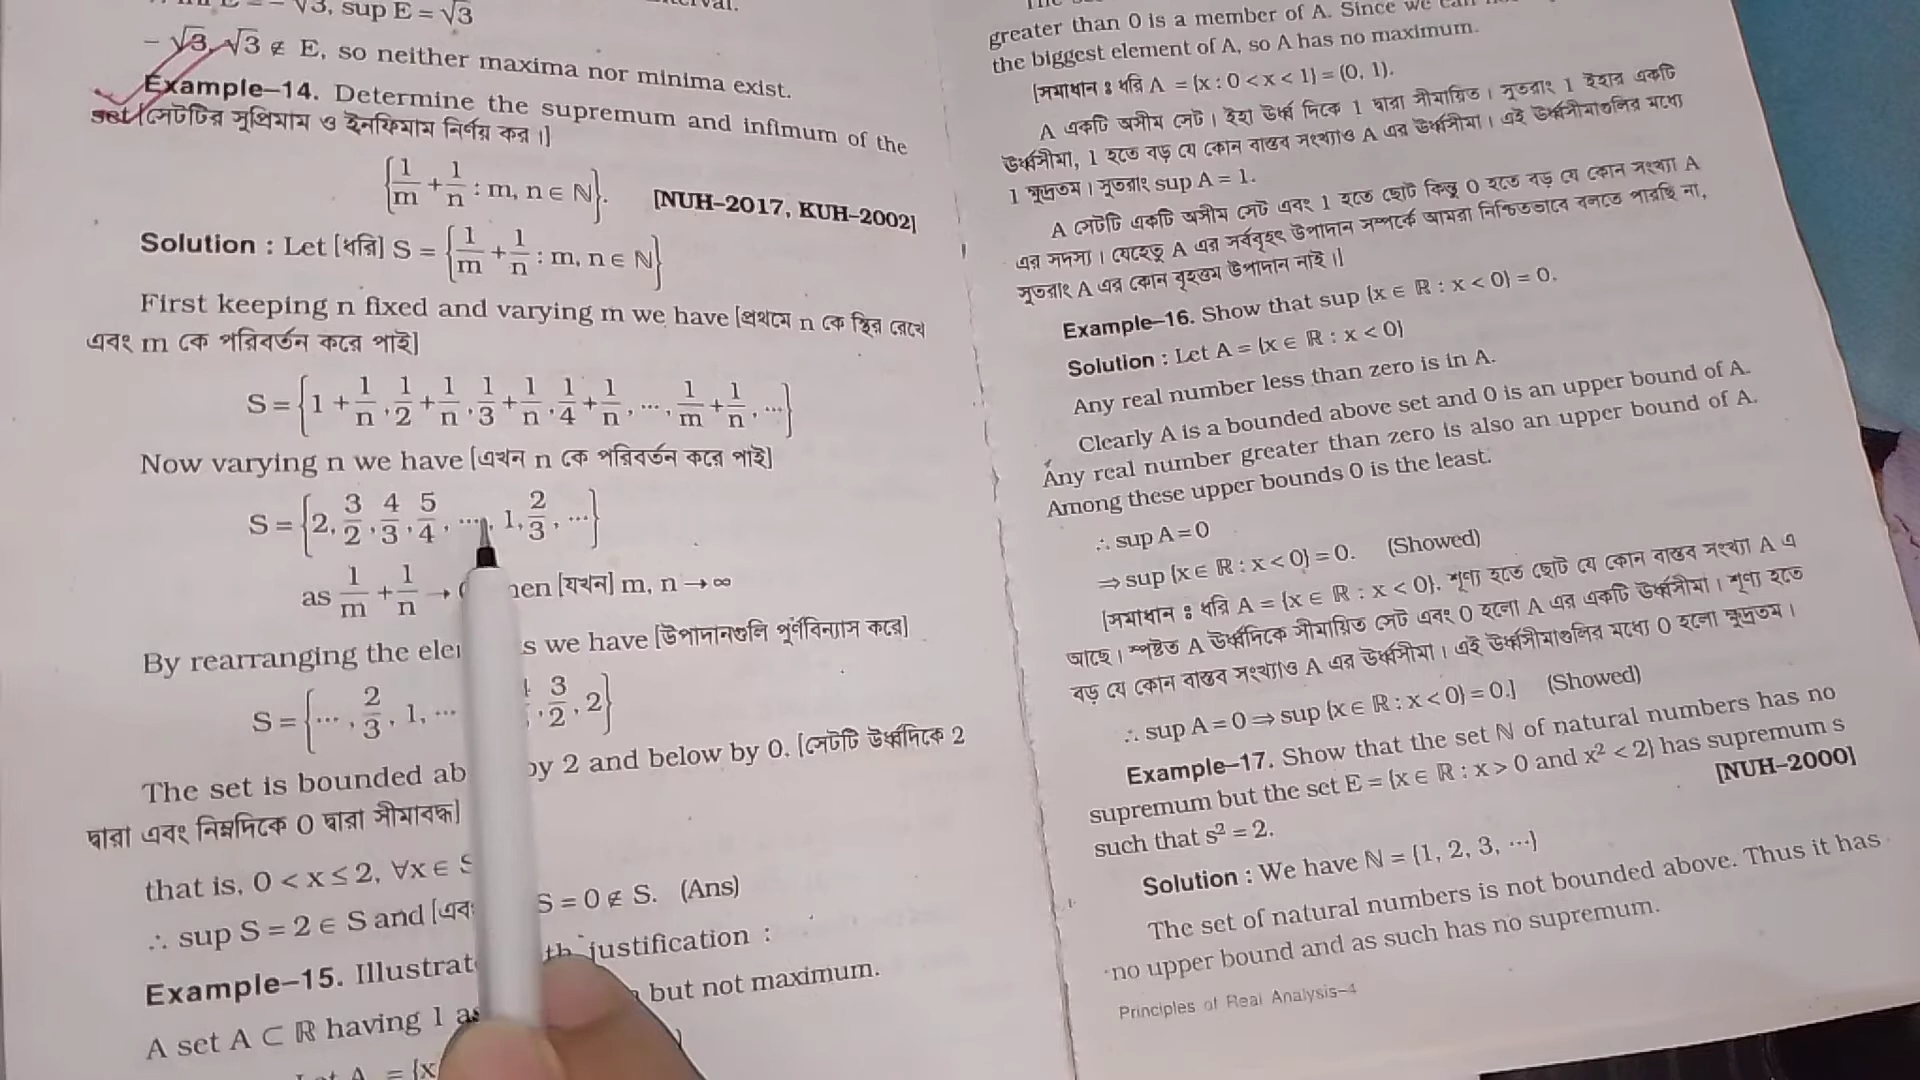 √3, sup E = √3
– √3, √3 ∉ E, so neither maxima nor minima exist.
Example–14. Determine the supremum and infimum of the
set [সেটটির সুপ্রিমাম ও ইনফিমাম নির্ণয় কর।]
{1/m + 1/n : m, n ∈ ℕ}. [NUH–2017, KUH–2002]
Solution : Let [ধরি] S = {1/m + 1/n : m, n ∈ ℕ}
First keeping n fixed and varying m we have [প্রথমে n কে স্থির রেখে
এবং m কে পরিবর্তন করে পাই]
S = {1 + 1/n, 1/2 + 1/n, 1/3 + 1/n, 1/4 + 1/n, ..., 1/m + 1/n, ...}
Now varying n we have [এখন n কে পরিবর্তন করে পাই]
S = {2, 3/2, 4/3, 5/4, ..., 1, 2/3, ...}
as 1/m + 1/n → [যখন] m, n → ∞
By rearranging the we have [উপাদানগুলি পূর্ণবিন্যাস করে]
S = {..., 2/3, 1, ... , 3/2, 2}
The set is bounded by 2 and below by 0. [সেটটি উর্ধ্বদিকে 2
দ্বারা এবং নিম্নদিকে 0 দ্বারা সীমাবদ্ধ]
that is, 0 < x ≤ 2, ∀x ∈ S
∴ sup S = 2 ∈ S and S = 0 ∉ S. (Ans)
Example–15. justification :
A set A ⊂ ℝ having 1 but not maximum.
A = {x
greater than 0 is a member of A. Since we can
the biggest element of A, so A has no maximum.
[সমাধান ঃ ধরি A = {x : 0 < x < 1} = (0, 1).
A একটি অসীম সেট। ইহা উর্ধ্ব দিকে 1 দ্বারা সীমায়িত। সুতরাং 1 ইহার একটি
উর্ধ্বসীমা, 1 হতে বড় যে কোন বাস্তব সংখ্যাও A এর উর্ধ্বসীমা। এই উর্ধ্বসীমাগুলির মধ্যে
1 ক্ষুদ্রতম। সুতরাং sup A = 1.
A সেটটি একটি অসীম সেট এবং 1 হতে ছোট কিন্তু 0 হতে বড় যে কোন সংখ্যা A
এর সদস্য। যেহেতু A এর সর্ববৃহৎ উপাদান সম্পর্কে আমরা নিশ্চিতভাবে বলতে পারছি না,
সুতরাং A এর কোন বৃহত্তম উপাদান নাই।]
Example–16. Show that sup {x ∈ ℝ : x < 0} = 0.
Solution : Let A = {x ∈ ℝ : x < 0}
Any real number less than zero is in A.
Clearly A is a bounded above set and 0 is an upper bound of A.
Any real number greater than zero is also an upper bound of A.
Among these upper bounds 0 is the least.
∴ sup A = 0
⇒ sup {x ∈ ℝ : x < 0} = 0. (Showed)
[সমাধান ঃ ধরি A = {x ∈ ℝ : x < 0}. শূণ্য হতে ছোট যে কোন বাস্তব সংখ্যা A এ
আছে। স্পষ্টত A উর্ধ্বদিকে সীমায়িত সেট এবং 0 হলো A এর একটি উর্ধ্বসীমা। শূণ্য হতে
বড় যে কোন বাস্তব সংখ্যাও A এর উর্ধ্বসীমা। এই উর্ধ্বসীমাগুলির মধ্যে 0 হলো ক্ষুদ্রতম।
∴ sup A = 0 ⇒ sup {x ∈ ℝ : x < 0} = 0.] (Showed)
Example–17. Show that the set ℕ of natural numbers has no
supremum but the set E = {x ∈ ℝ : x > 0 and x² < 2} has supremum s
such that s² = 2. [NUH–2000]
Solution : We have ℕ = {1, 2, 3, ...}
The set of natural numbers is not bounded above. Thus it has
no upper bound and as such has no supremum.
Principles of Real Analysis–4